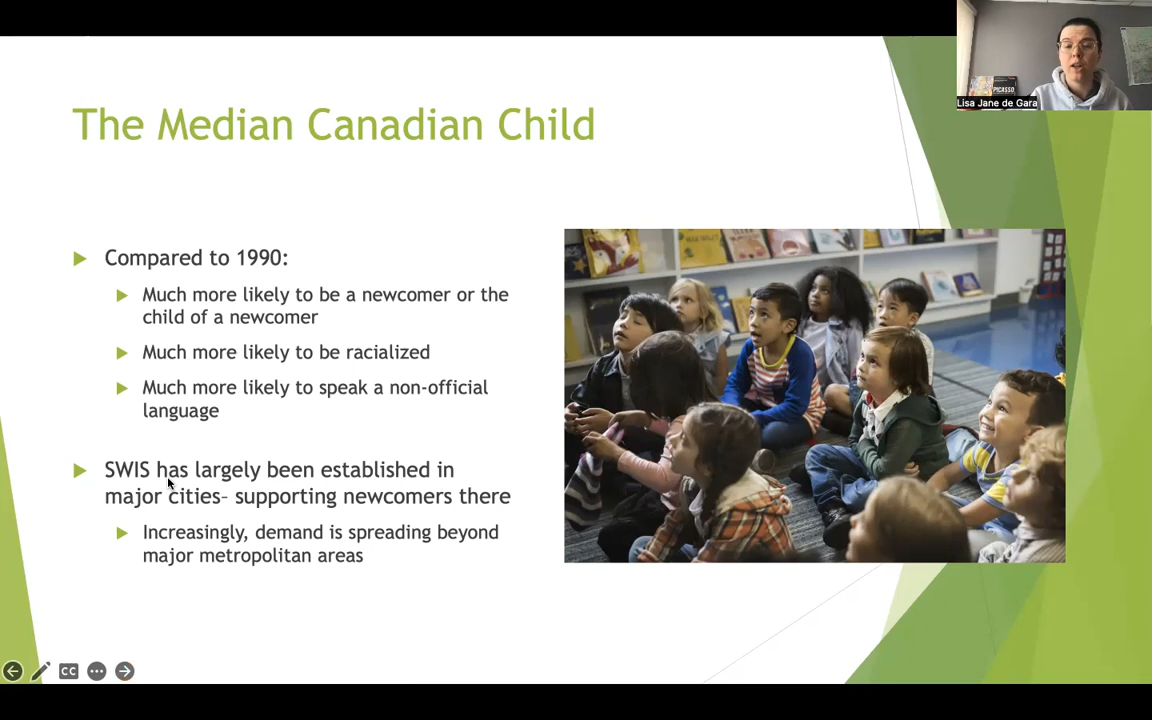 The Median Canadian Child
Compared to 1990:
Much more likely to be a newcomer or the
child of a newcomer
Much more likely to be racialized
Much more likely to speak a non-official
language
SWIS has largely been established in
major cities– supporting newcomers there
Increasingly, demand is spreading beyond
major metropolitan areas
PICASSO
Lisa Jane de Gara
CC